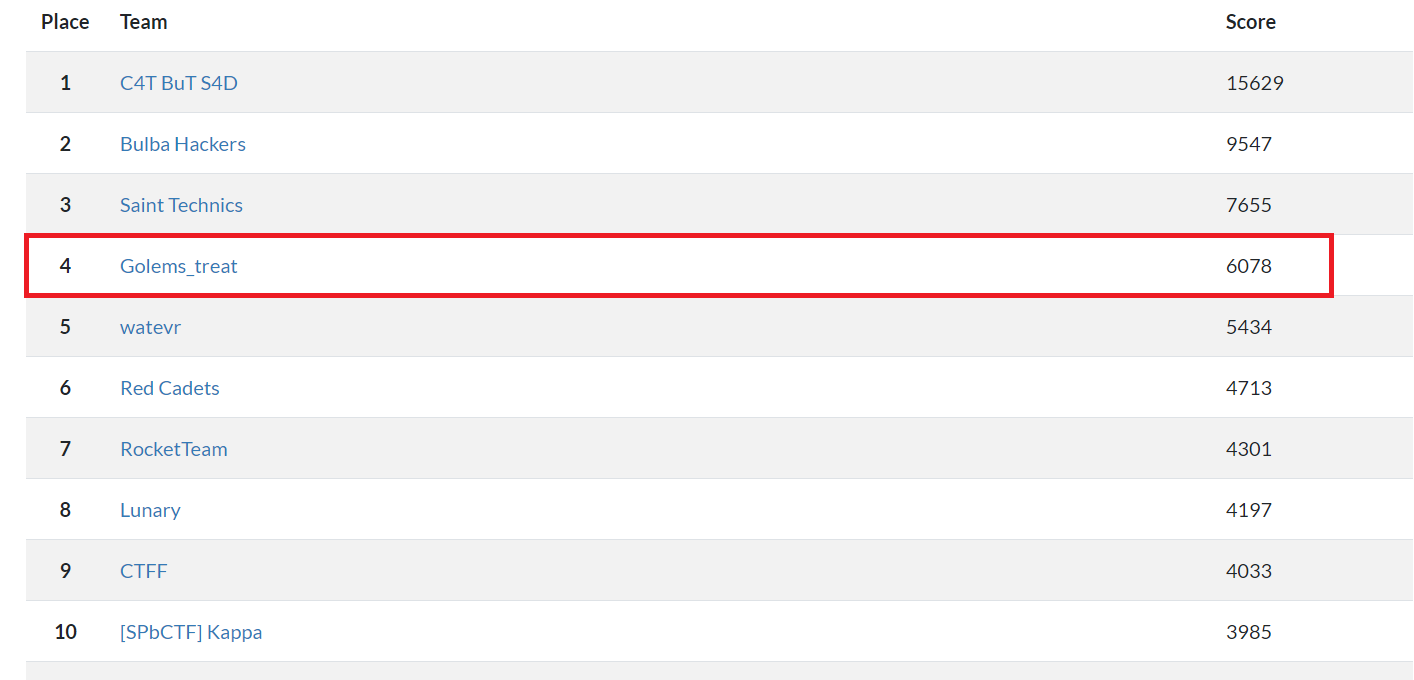 Place Team Score
1 C4T BuT S4D 15629
2 Bulba Hackers 9547
3 Saint Technics 7655
4 Golems_treat 6078
5 watevr 5434
6 Red Cadets 4713
7 RocketTeam 4301
8 Lunary 4197
9 CTFF 4033
10 [SPbCTF] Kappa 3985